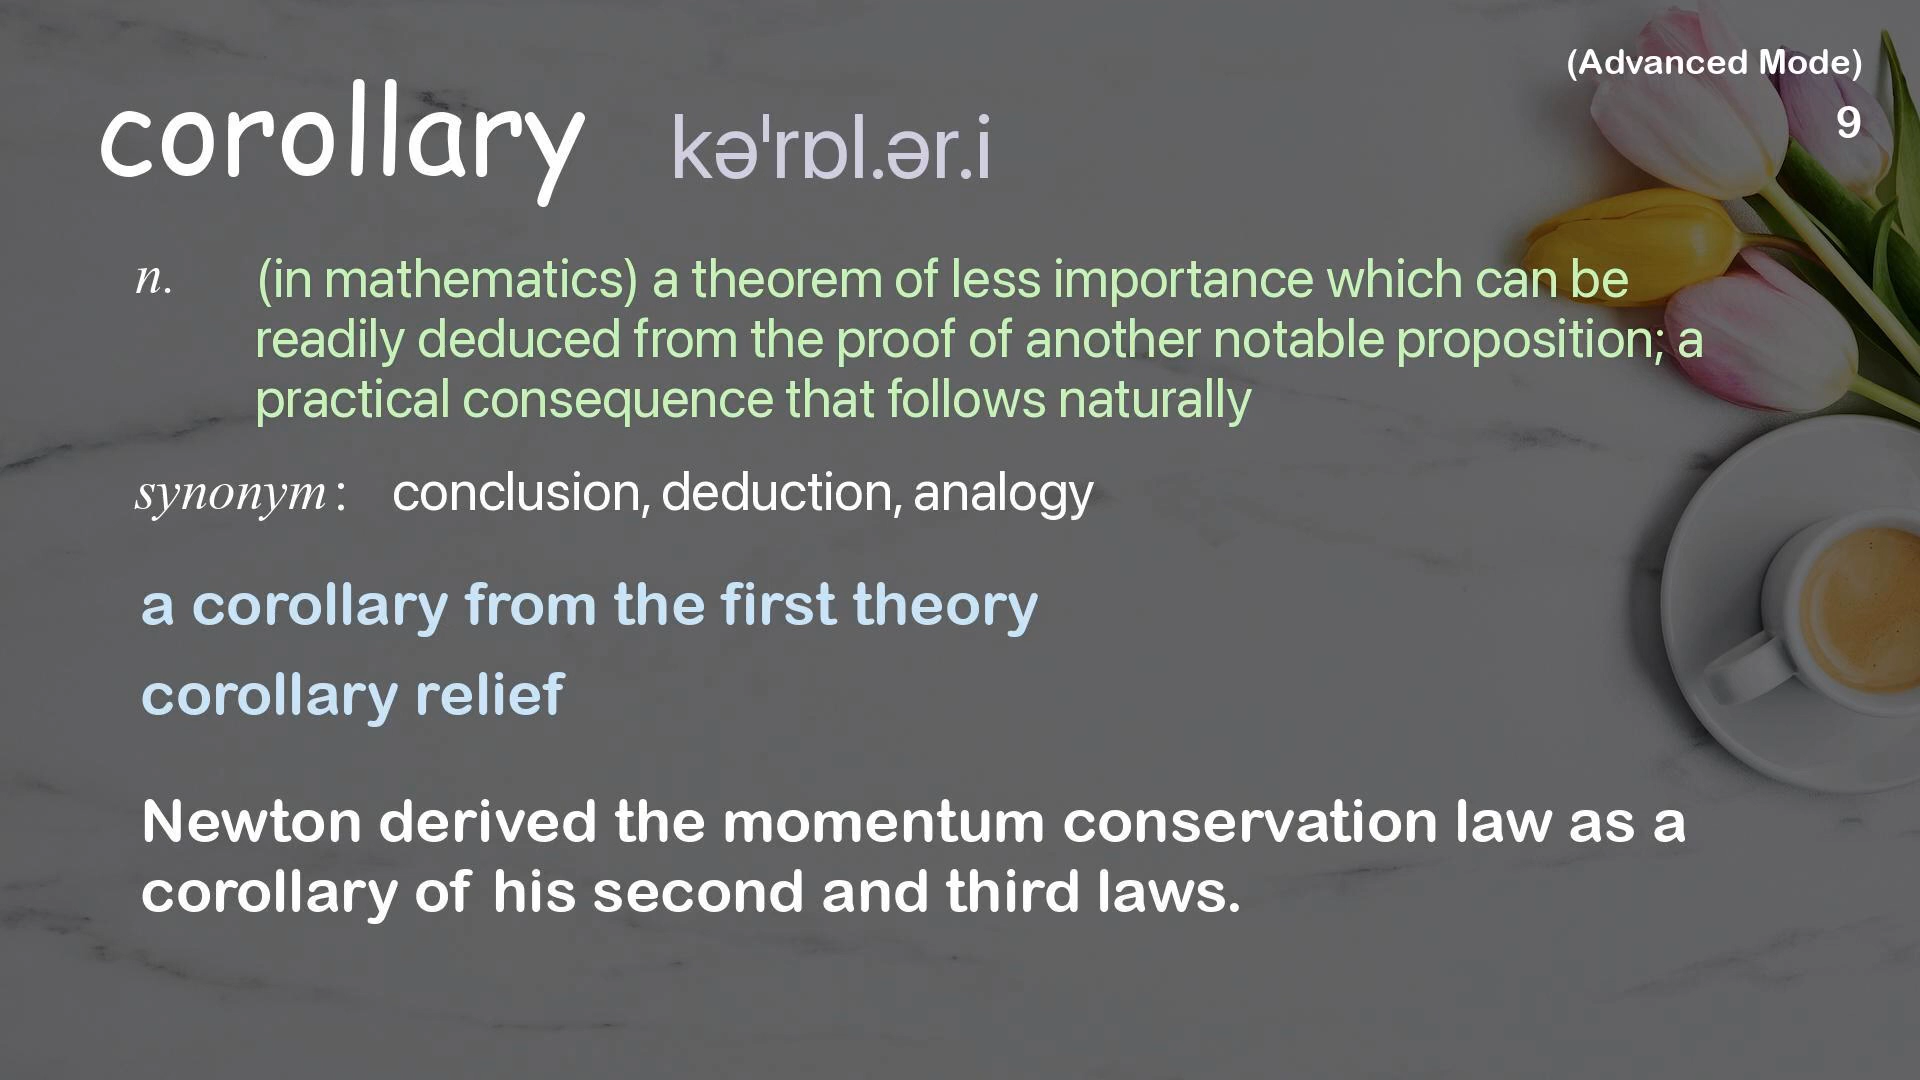 (Advanced Mode)
corollary kəˈrɒl.ər.i
9
n. (in mathematics) a theorem of less importance which can be
readily deduced from the proof of another notable proposition; a
practical consequence that follows naturally
synonym: conclusion, deduction, analogy
a corollary from the first theory
corollary relief
Newton derived the momentum conservation law as a
corollary of his second and third laws.